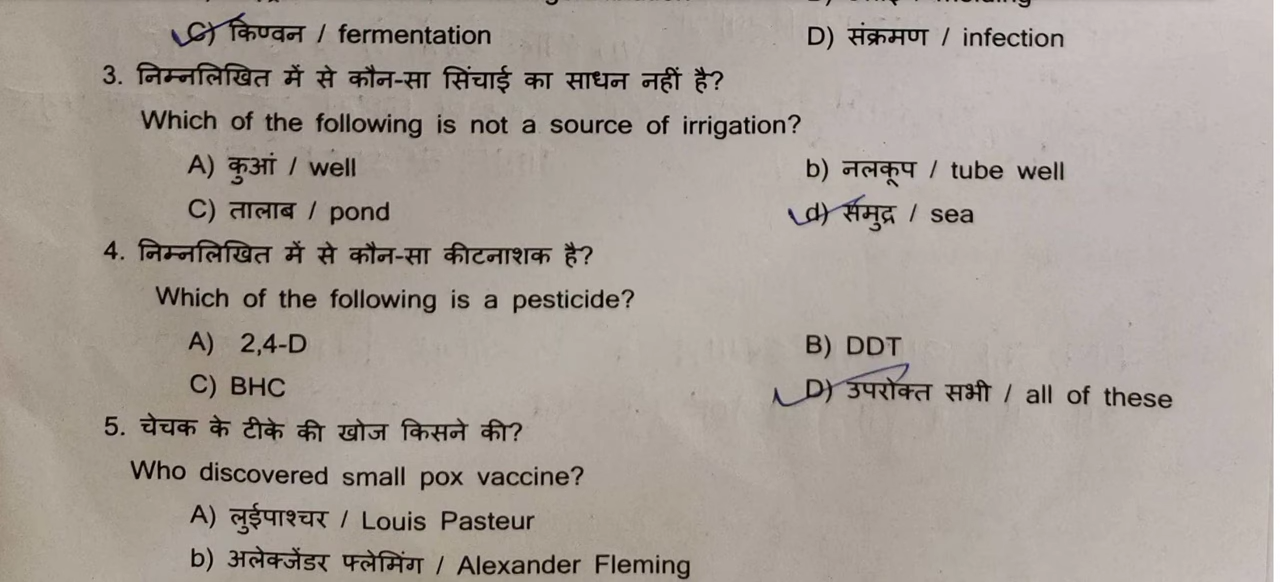 C) किण्वन / fermentation D) संक्रमण / infection
3. निम्नलिखित में से कौन-सा सिंचाई का साधन नहीं है?
Which of the following is not a source of irrigation?
A) कुआं / well b) नलकूप / tube well
C) तालाब / pond d) समुद्र / sea
4. निम्नलिखित में से कौन-सा कीटनाशक है?
Which of the following is a pesticide?
A) 2,4-D B) DDT
C) BHC D) उपरोक्त सभी / all of these
5. चेचक के टीके की खोज किसने की?
Who discovered small pox vaccine?
A) लुईपाश्चर / Louis Pasteur
b) अलेक्जेंडर फ्लेमिंग / Alexander Fleming